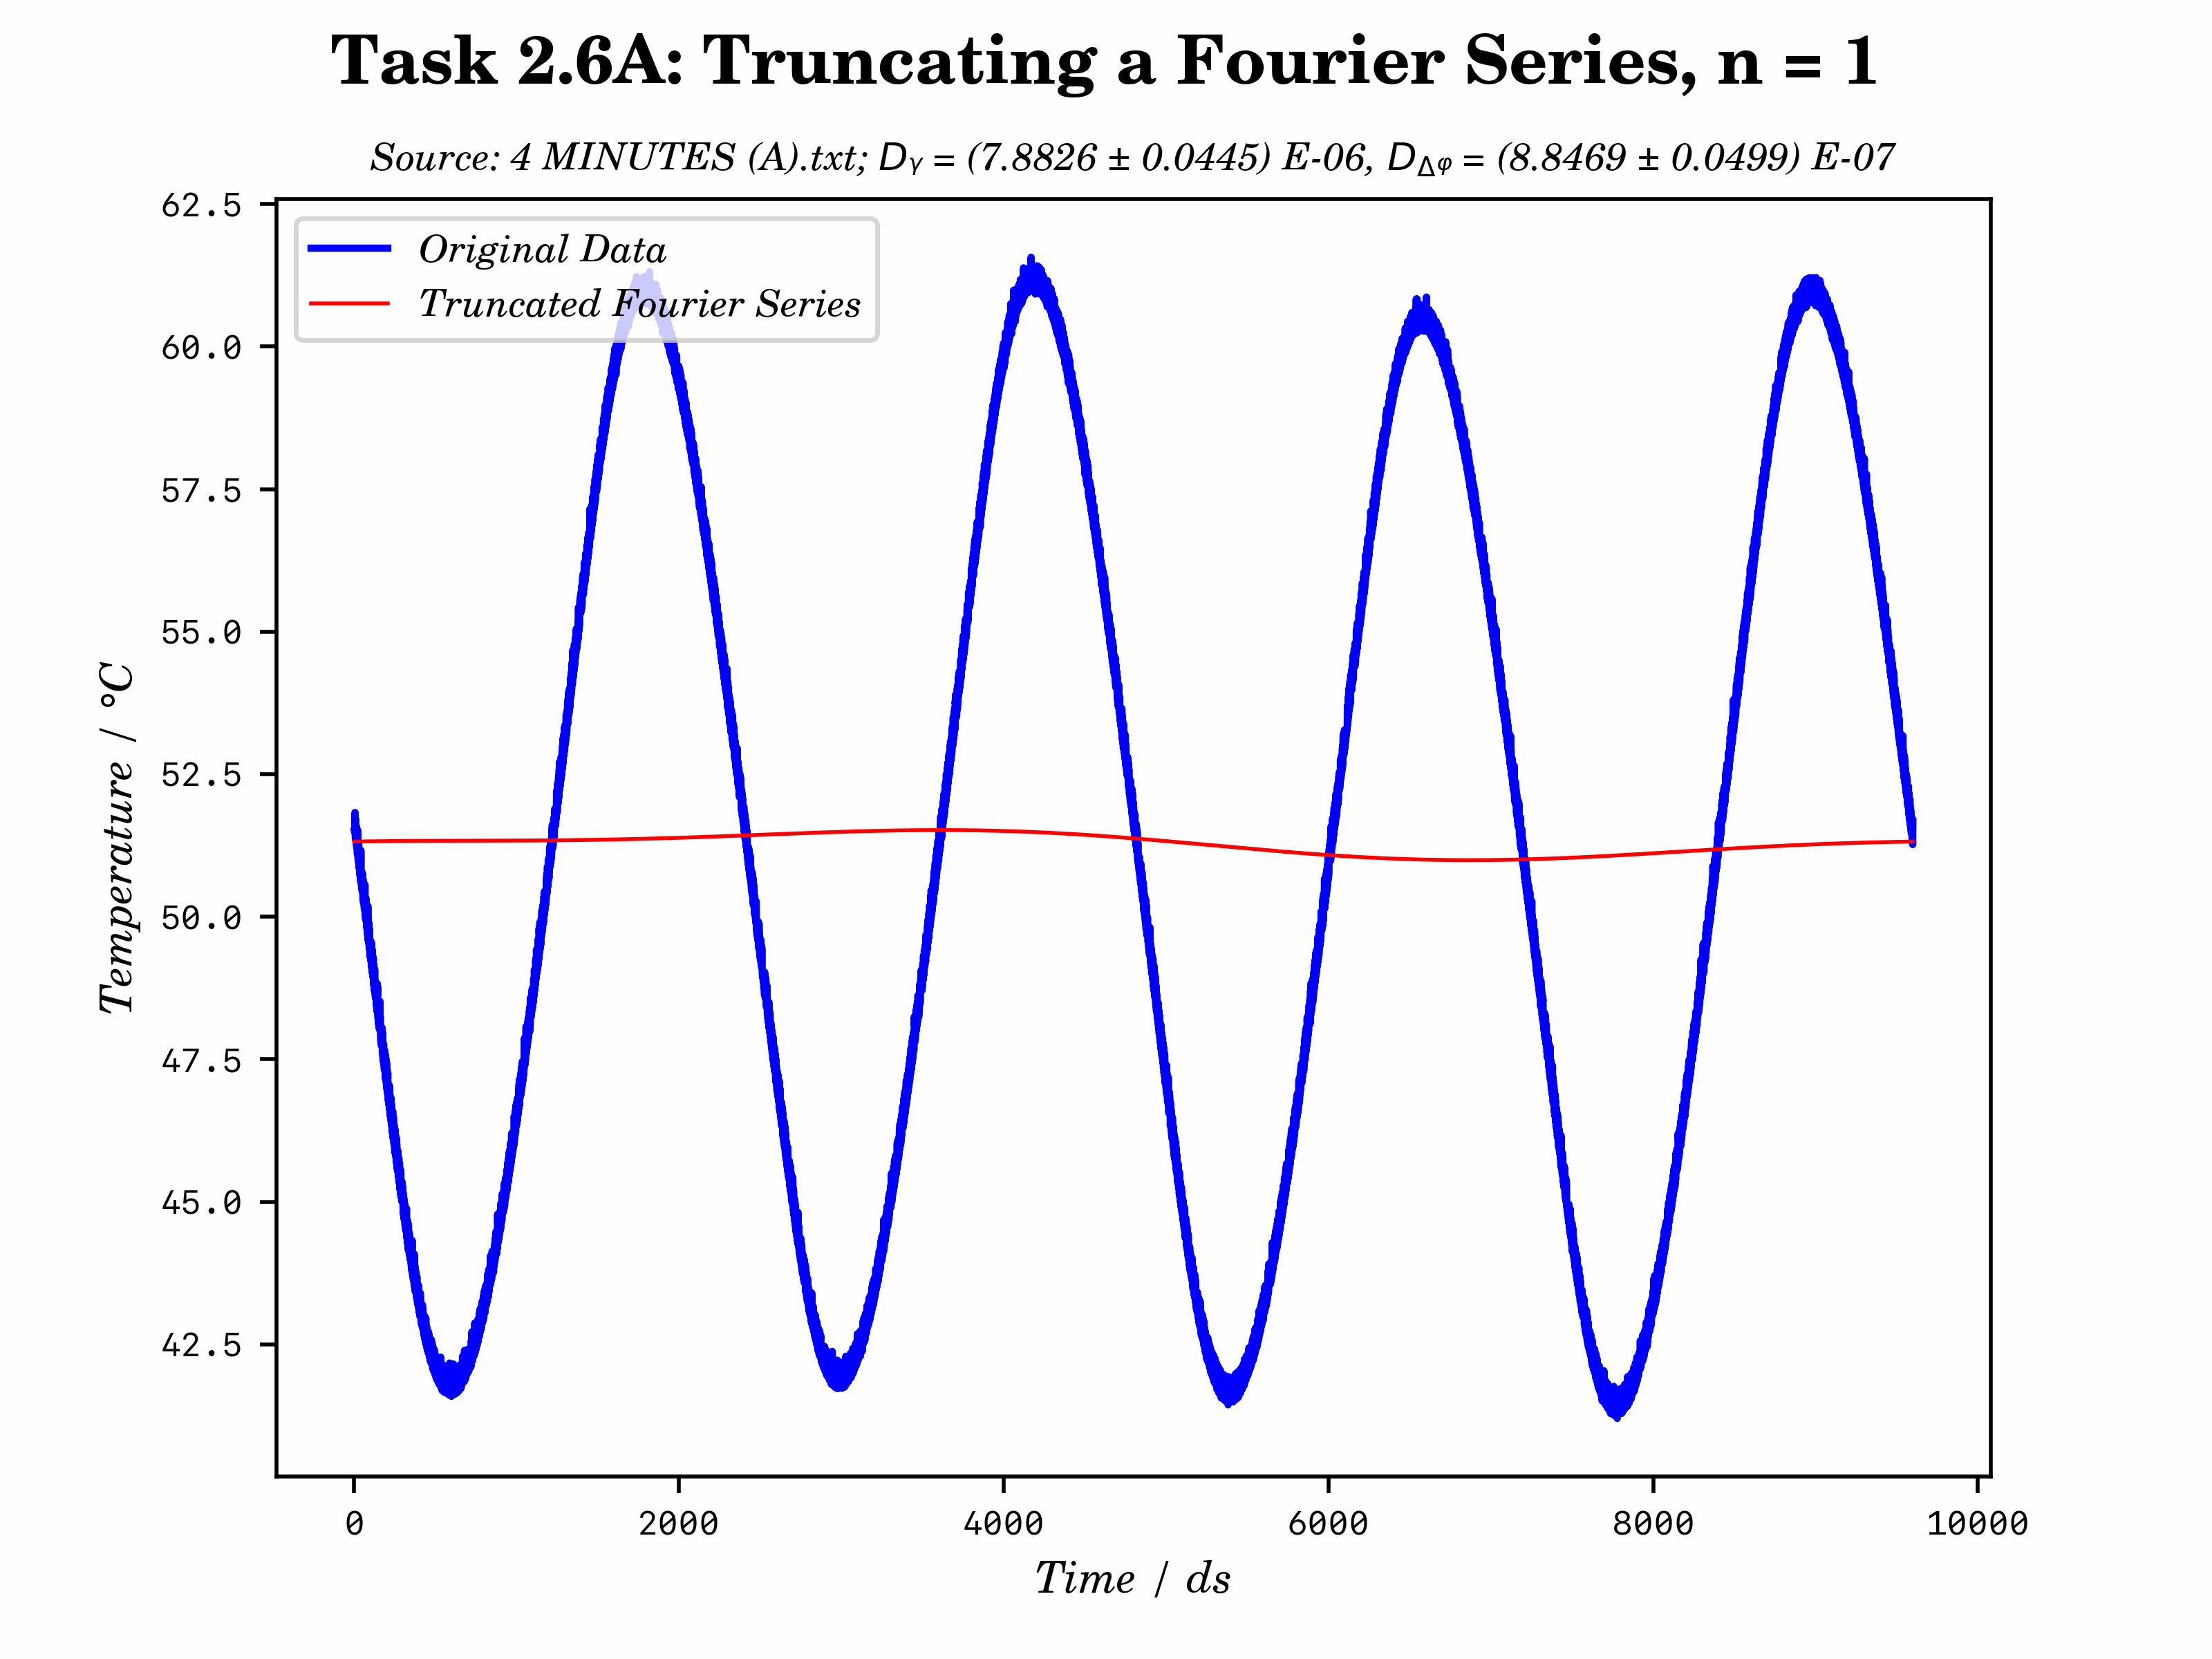 Task 2.6A: Truncating a Fourier Series, n = 1
Source: 4 MINUTES (A).txt; Dγ = (7.8826 ± 0.0445) E-06, DΔφ = (8.8469 ± 0.0499) E-07
Original Data
Truncated Fourier Series
62.5
60.0
57.5
55.0
52.5
50.0
47.5
45.0
42.5
Temperature / °C
0 2000 4000 6000 8000 10000
Time / ds